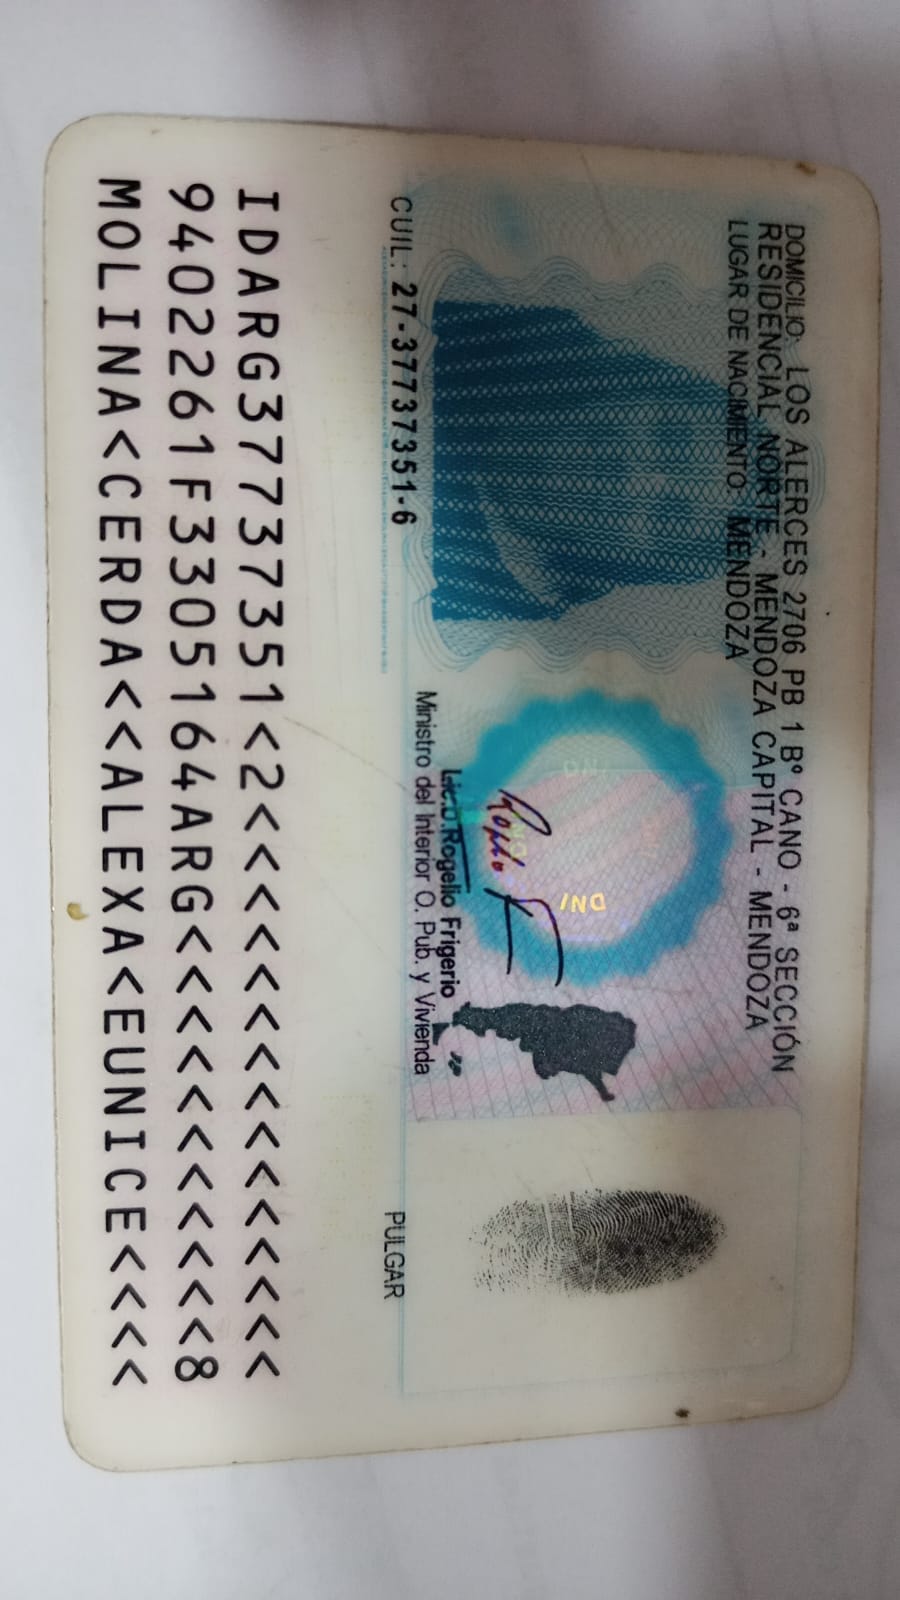 DOMICILIO: LOS ALERCES 2706 PB 1 Bº CANO - 6ª SECCIÓN
RESIDENCIAL NORTE - MENDOZA CAPITAL - MENDOZA
LUGAR DE NACIMIENTO: MENDOZA
DNI
Lic. Rogelio Frigerio
Ministro del Interior O. Pub. y Vivienda
CUIL: 27-37737351-6
PULGAR
IDARG37737351<2<<<<<<<<<<<<<<<
9402261F3305164ARG<<<<<<<<<<<8
MOLINA<CERDA<<ALEXA<EUNICE<<<<